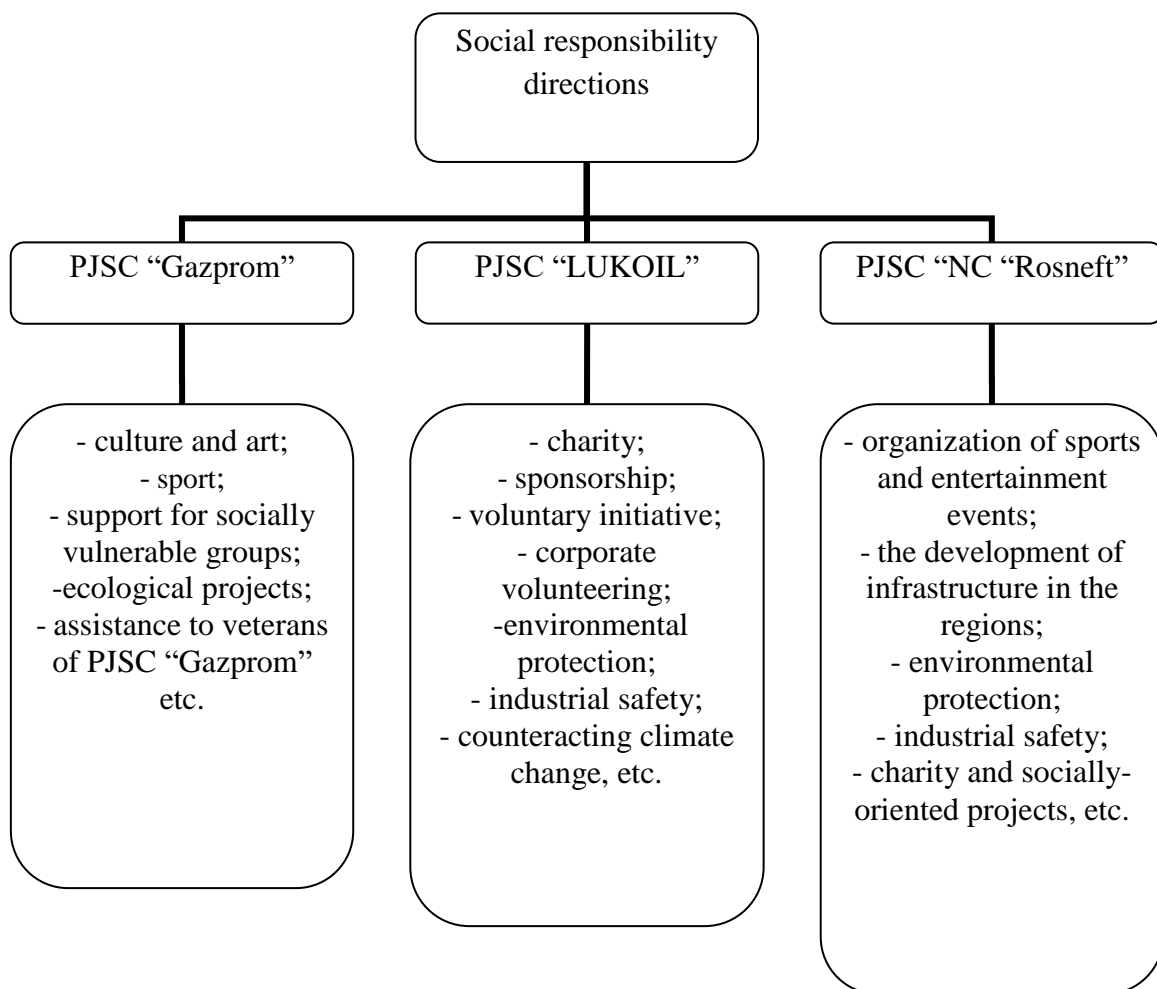 Social responsibility
directions
PJSC “Gazprom”
PJSC “LUKOIL”
PJSC “NC “Rosneft”
- culture and art;
- sport;
- support for socially
vulnerable groups;
-ecological projects;
- assistance to veterans
of PJSC “Gazprom”
etc.
- charity;
- sponsorship;
- voluntary initiative;
- corporate
volunteering;
-environmental
protection;
- industrial safety;
- counteracting climate
change, etc.
- organization of sports
and entertainment
events;
- the development of
infrastructure in the
regions;
- environmental
protection;
- industrial safety;
- charity and socially-
oriented projects, etc.